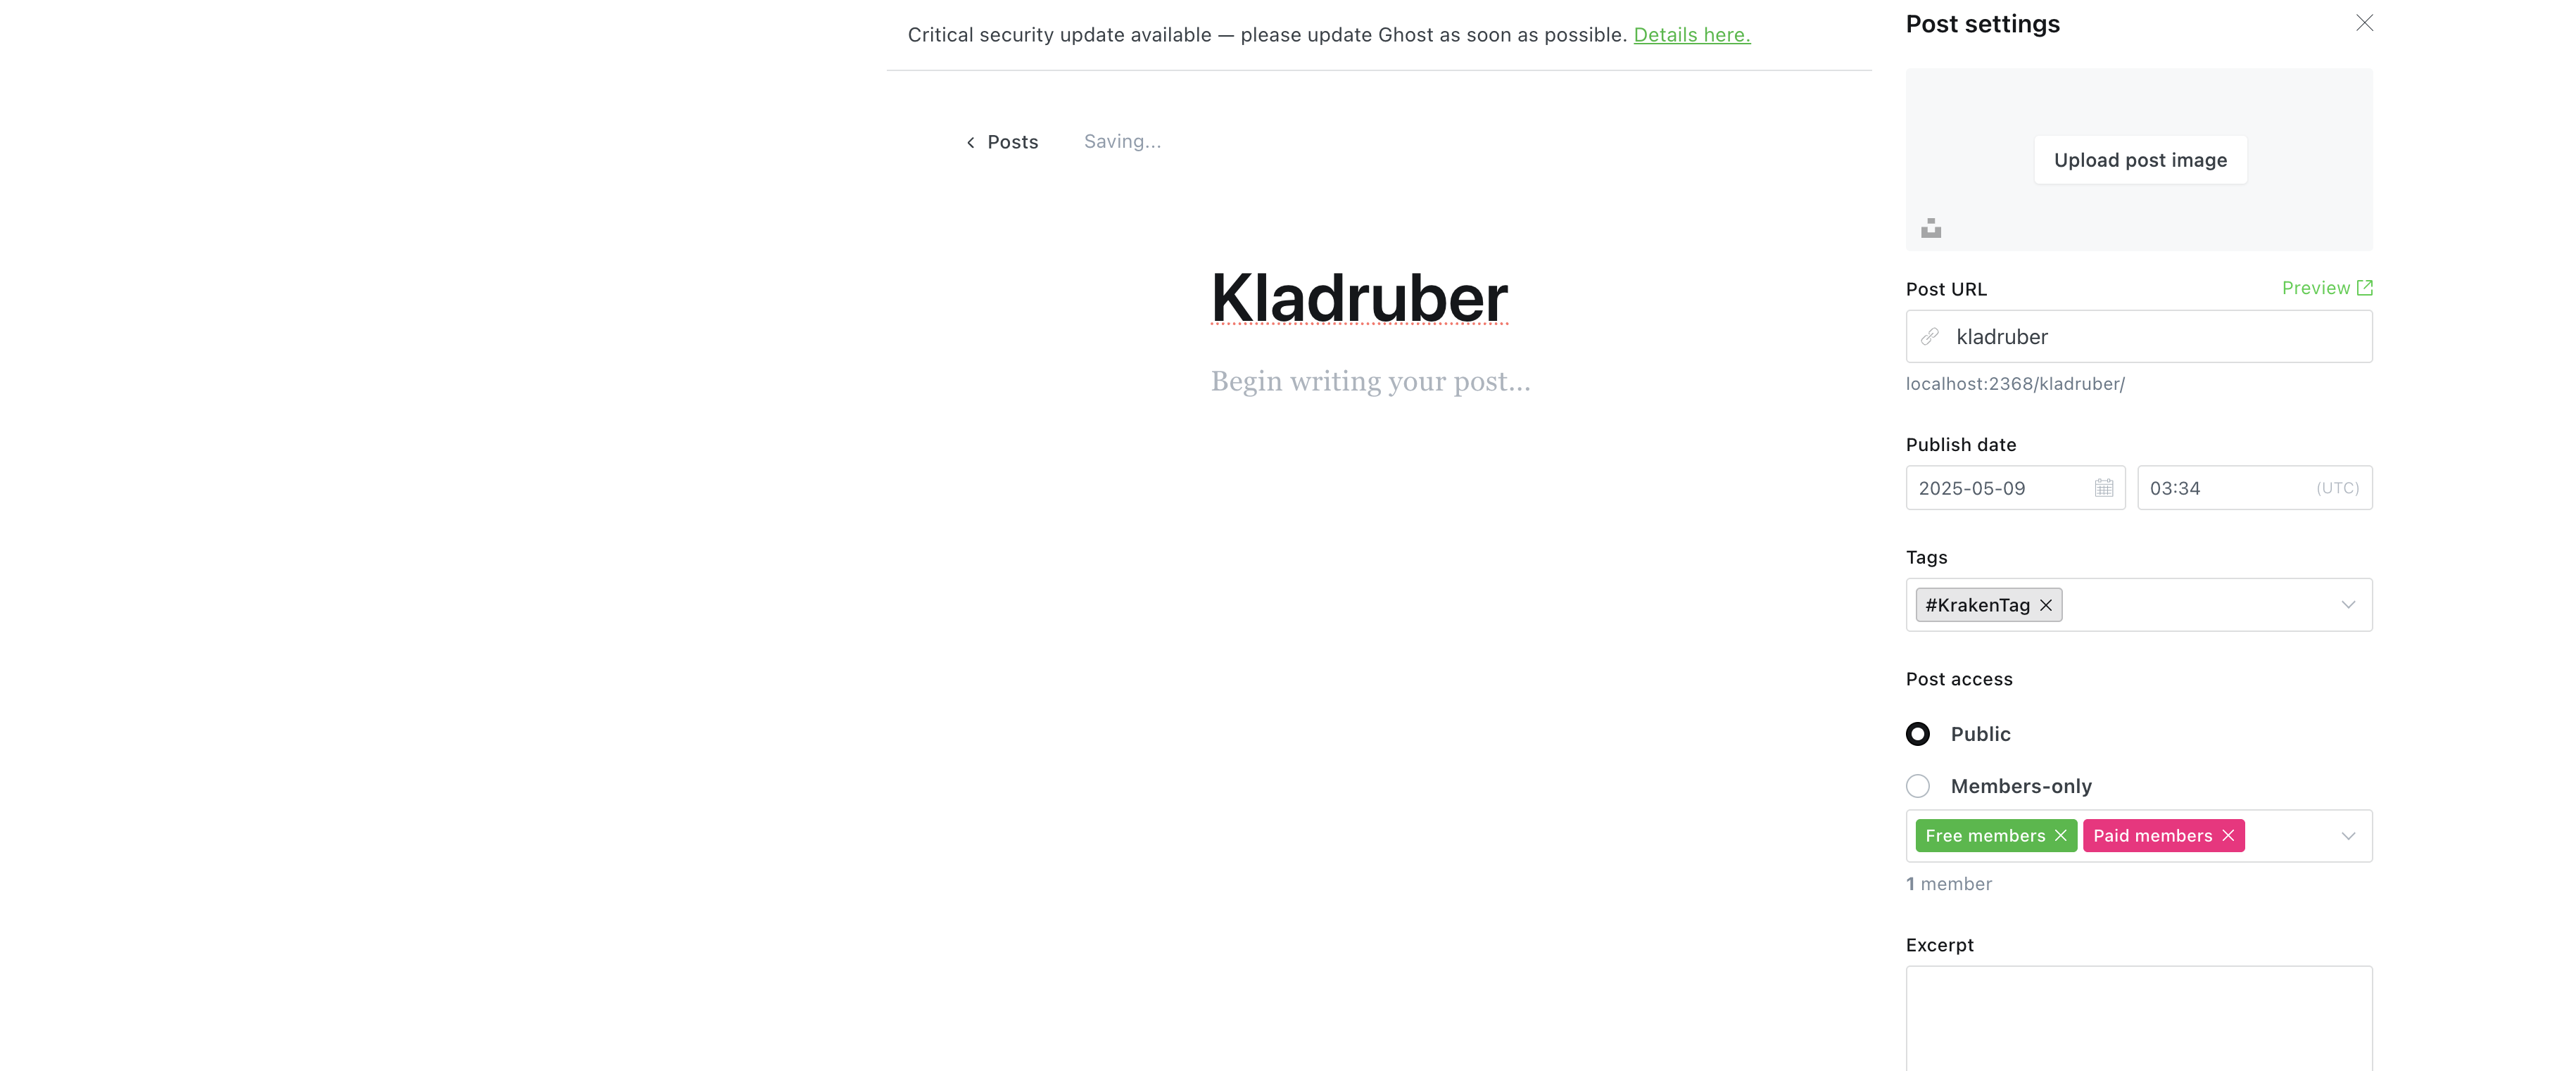 Critical security update available — please update Ghost as soon as possible. Details here.
Posts
Saving...
Kladruber
Begin writing your post...
Post settings
Upload post image
Post URL
Preview
kladruber
localhost:2368/kladruber/
Publish date
2025-05-09
03:34
(UTC)
Tags
#KrakenTag
Post access
Public
Members-only
Free members
Paid members
1 member
Excerpt